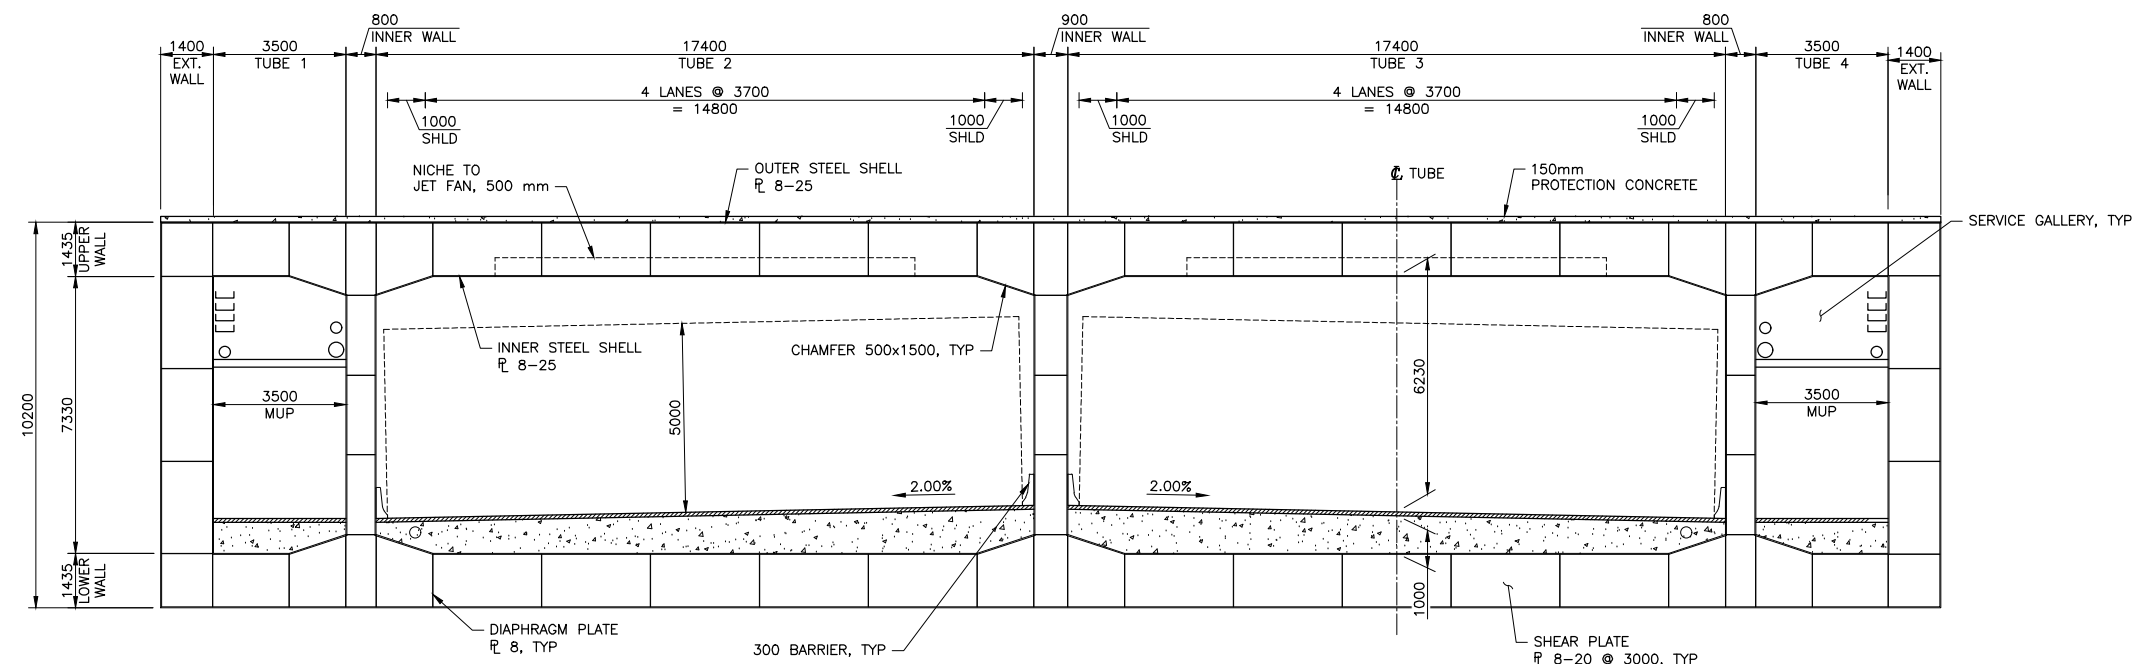 800
INNER WALL
900
INNER WALL
800
INNER WALL
1400
EXT.
WALL
3500
TUBE 1
17400
TUBE 2
17400
TUBE 3
3500
TUBE 4
1400
EXT.
WALL
4 LANES @ 3700
= 14800
4 LANES @ 3700
= 14800
1000
SHLD
1000
SHLD
1000
SHLD
1000
SHLD
NICHE TO
JET FAN, 500 mm
OUTER STEEL SHELL
PL 8-25
CL TUBE
150mm
PROTECTION CONCRETE
SERVICE GALLERY, TYP
1435
UPPER
WALL
10200
7330
1435
LOWER
WALL
INNER STEEL SHELL
PL 8-25
CHAMFER 500x1500, TYP
3500
MUP
5000
6230
3500
MUP
2.00%
2.00%
1000
DIAPHRAGM PLATE
PL 8, TYP
300 BARRIER, TYP
SHEAR PLATE
PL 8-20 @ 3000, TYP